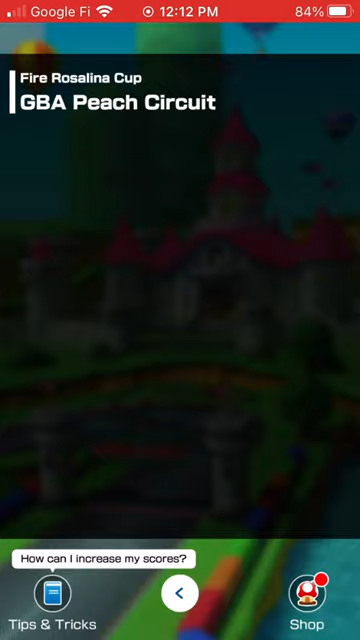 Google Fi 12:12 PM 84%
Fire Rosalina Cup
GBA Peach Circuit
How can I increase my scores?
Tips & Tricks Shop